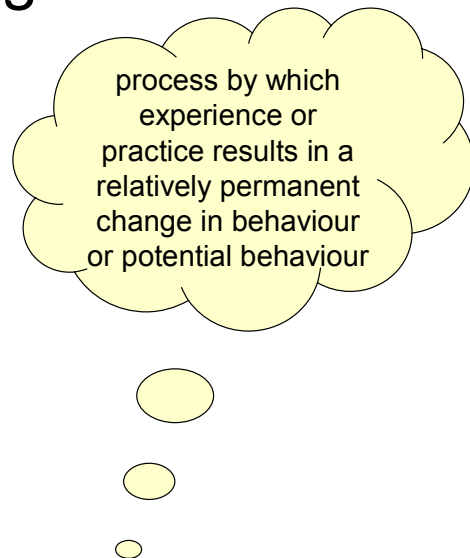 process by which
experience or
practice results in a
relatively permanent
change in behaviour
or potential behaviour